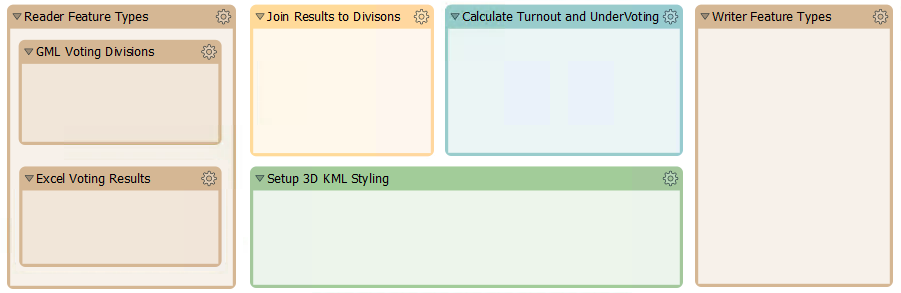 Reader Feature Types
GML Voting Divisions
Excel Voting Results
Join Results to Divisons
Calculate Turnout and UnderVoting
Setup 3D KML Styling
Writer Feature Types